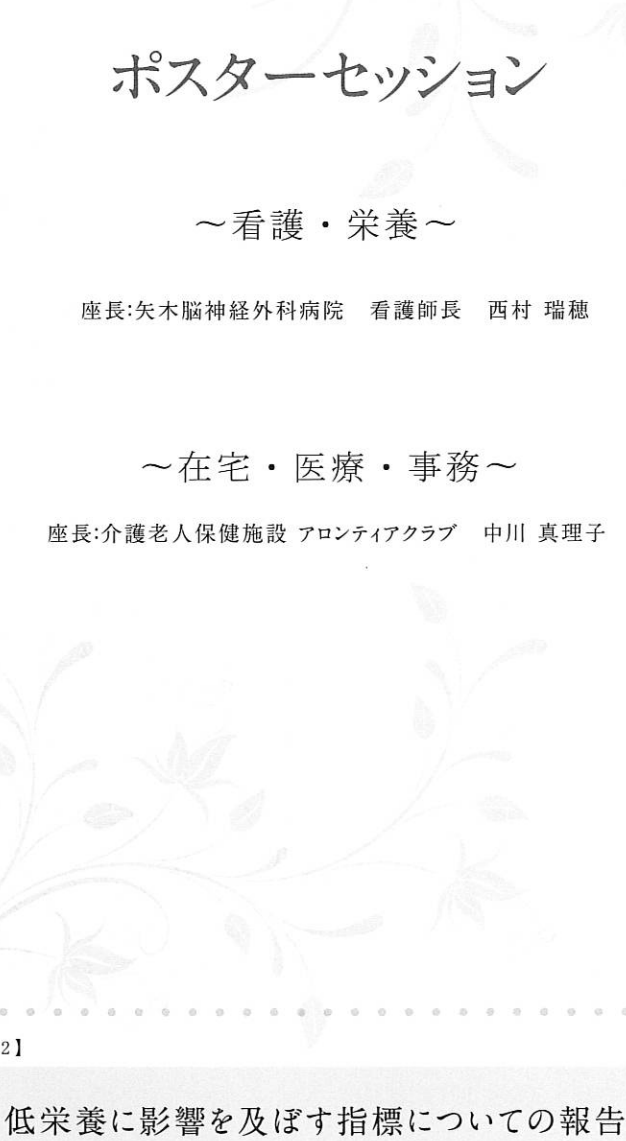 ポスターセッション
～看護・栄養～
座長:矢木脳神経外科病院　看護師長　西村 瑞穂
～在宅・医療・事務～
座長:介護老人保健施設 アロンティアクラブ　中川 真理子
2】
低栄養に影響を及ぼす指標についての報告